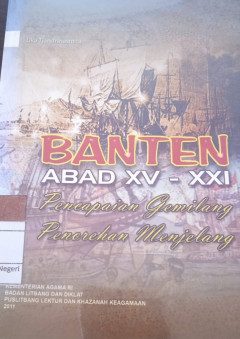 BANTEN
ABAD XV - XXI
Pencapaian Gemilang
Penorehan Menjelang
Negeri
KEMENTERIAN AGAMA RI
BADAN LITBANG DAN DIKLAT
PUSLITBANG LEKTUR DAN KHAZANAH KEAGAMAAN
2011